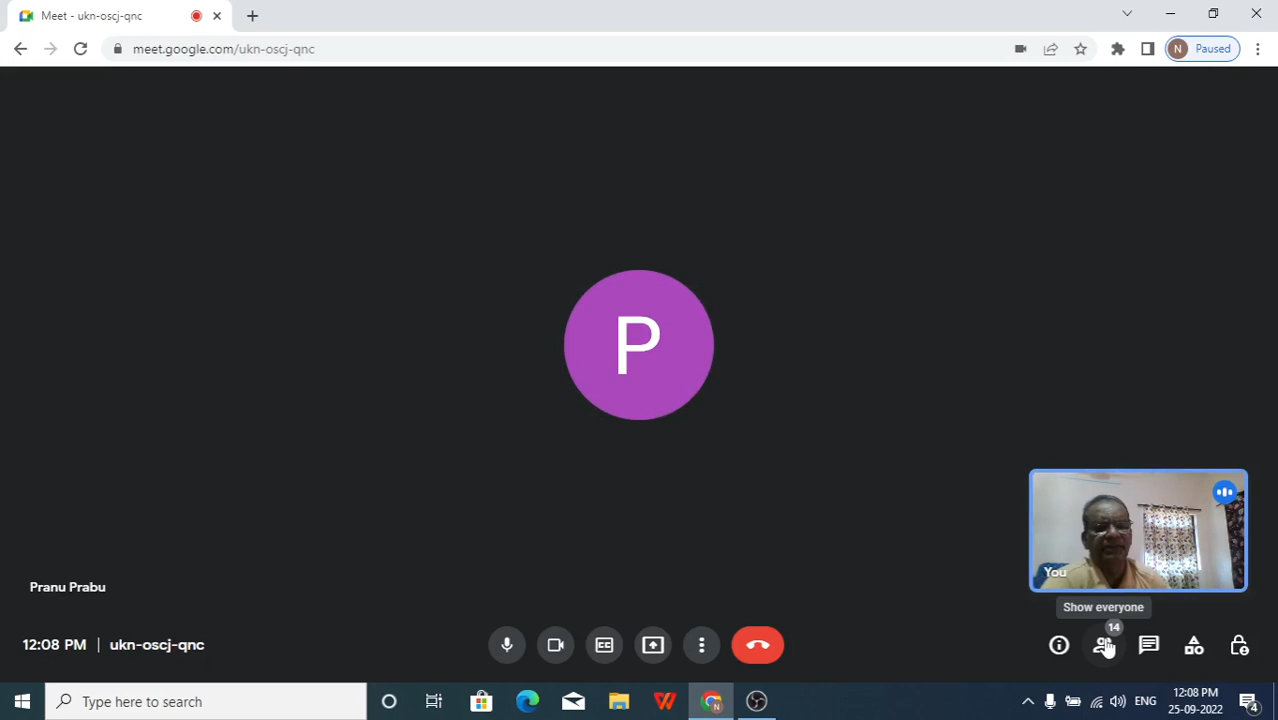 Meet - ukn-oscj-qnc
meet.google.com/ukn-oscj-qnc
N Paused
P
You
Pranu Prabu
Show everyone
14
12:08 PM | ukn-oscj-qnc
CC
Type here to search
N
ENG
12:08 PM
25-09-2022
4